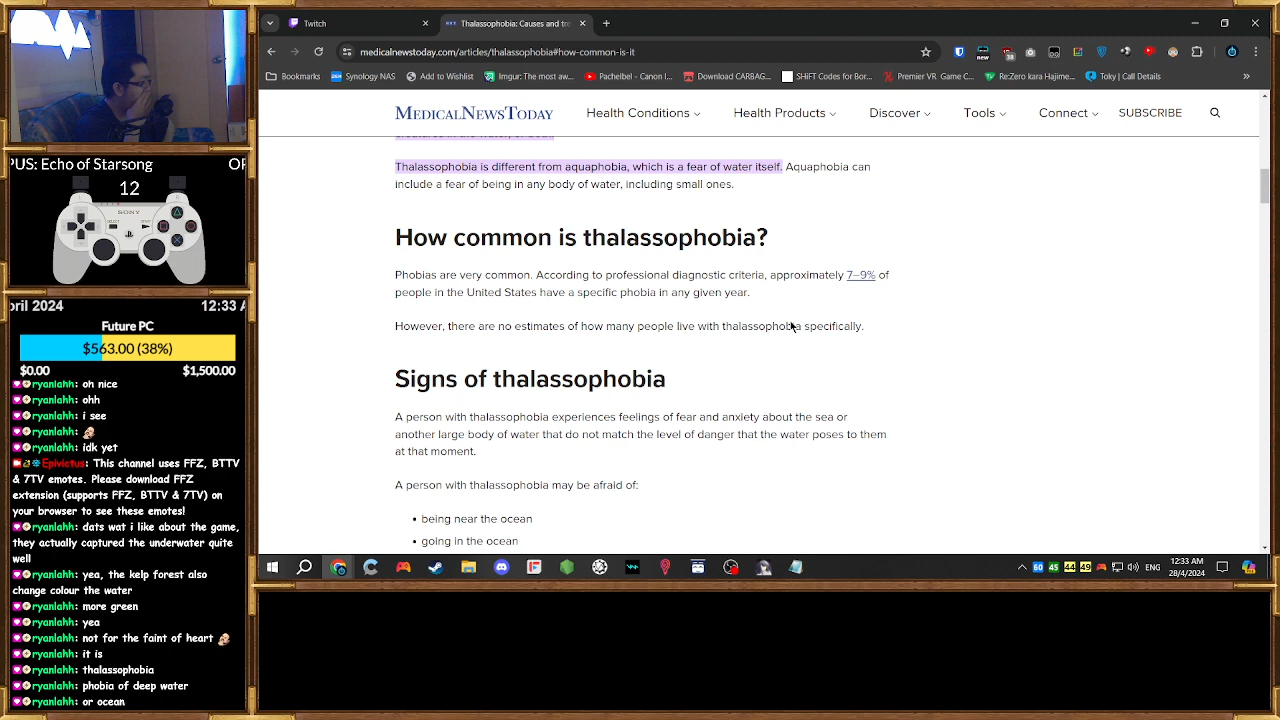 Twitch
Thalassophobia: Causes and tre
medicalnewstoday.com/articles/thalassophobia#how-common-is-it
Bookmarks
Synology NAS
Add to Wishlist
Imgur: The most aw...
Pachelbel - Canon I...
Download CARBAG...
SHiFT Codes for Bor...
Premier VR Game C...
Re:Zero kara Hajime...
Toky | Call Details
MEDICALNEWSTODAY
Health Conditions
Health Products
Discover
Tools
Connect
SUBSCRIBE
Thalassophobia is different from aquaphobia, which is a fear of water itself. Aquaphobia can
include a fear of being in any body of water, including small ones.
How common is thalassophobia?
Phobias are very common. According to professional diagnostic criteria, approximately 7–9% of
people in the United States have a specific phobia in any given year.
However, there are no estimates of how many people live with thalassophobia specifically.
Signs of thalassophobia
A person with thalassophobia experiences feelings of fear and anxiety about the sea or
another large body of water that do not match the level of danger that the water poses to them
at that moment.
A person with thalassophobia may be afraid of:
• being near the ocean
• going in the ocean
12:33 AM
28/4/2024
ENG
60
45
44
49
PUS: Echo of Starsong
12
SONY
SELECT
START
pril 2024
12:33
Future PC
$563.00 (38%)
$0.00
$1,500.00
ryanlahh: oh nice
ryanlahh: ohh
ryanlahh: i see
ryanlahh:
ryanlahh: idk yet
Epivictus: This channel uses FFZ, BTTV
& 7TV emotes. Please download FFZ
extension (supports FFZ, BTTV & 7TV) on
your browser to see these emotes!
ryanlahh: dats wat i like about the game,
they actually captured the underwater quite
well
ryanlahh: yea, the kelp forest also
change colour the water
ryanlahh: more green
ryanlahh: yea
ryanlahh: not for the faint of heart
ryanlahh: it is
ryanlahh: thalassophobia
ryanlahh: phobia of deep water
ryanlahh: or ocean